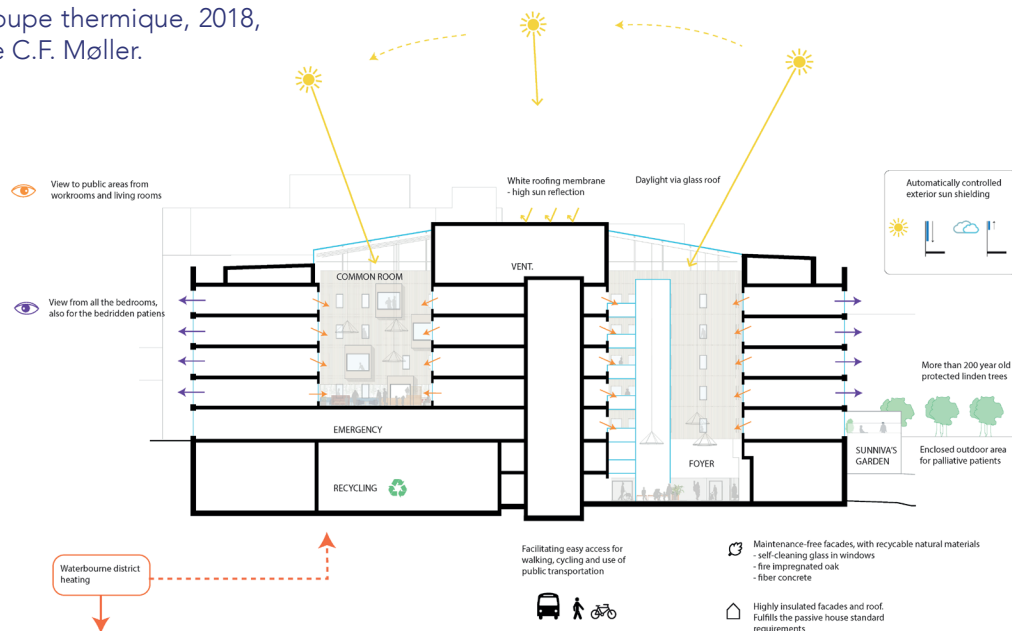 oupe thermique, 2018,
e C.F. Møller.
View to public areas from
workrooms and living rooms
White roofing membrane
- high sun reflection
Daylight via glass roof
Automatically controlled
exterior sun shielding
COMMON ROOM
VENT.
View from all the bedrooms,
also for the bedridden patiens
More than 200 year old
protected linden trees
EMERGENCY
SUNNIVA'S
GARDEN
Enclosed outdoor area
for palliative patients
FOYER
RECYCLING
Waterbourne district
heating
Facilitating easy access for
walking, cycling and use of
public transportation
Maintenance-free facades, with recycable natural materials
- self-cleaning glass in windows
- fire impregnated oak
- fiber concrete
Highly insulated facades and roof.
Fulfills the passive house standard
requirements